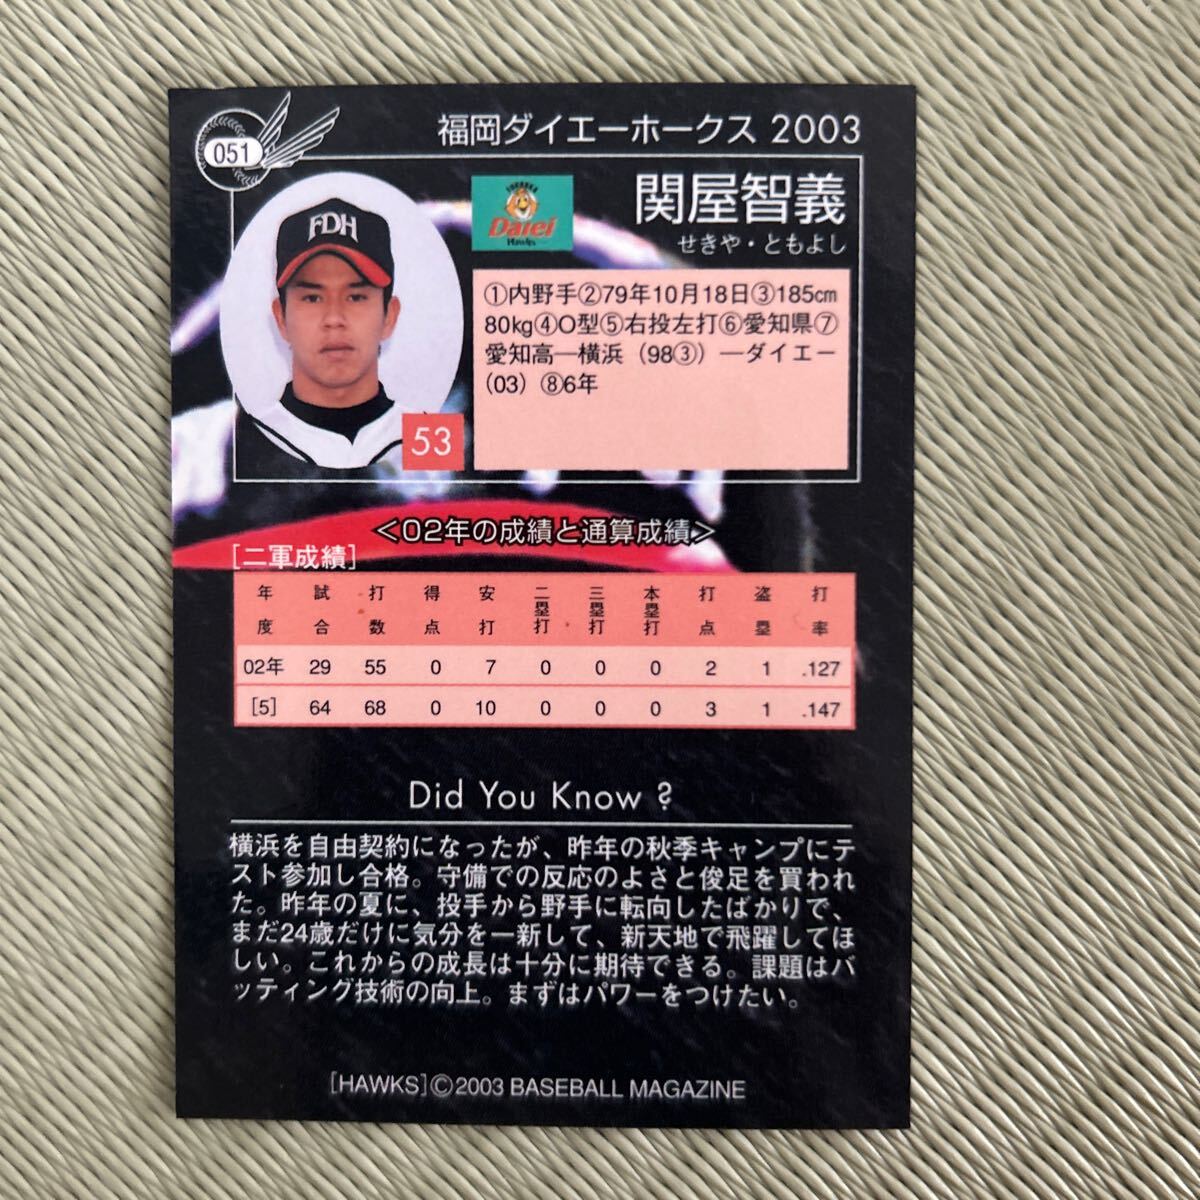 051
福岡ダイエーホークス 2003
FDH
FUKUOKA
Daiei
Hawks
関屋智義
せきや・ともよし
①内野手②79年10月18日③185cm
80kg④O型⑤右投左打⑥愛知県⑦
愛知高―横浜（98③）―ダイエー
(03）⑧6年
53
＜02年の成績と通算成績＞
［二軍成績］
年度 試合 打数 得点 安打 二塁打 三塁打 本塁打 打点 盗塁 打率
02年 29 55 0 7 0 0 0 2 1 .127
［5］ 64 68 0 10 0 0 0 3 1 .147
Did You Know ?
横浜を自由契約になったが、昨年の秋季キャンプにテ
スト参加し合格。守備での反応のよさと俊足を買われ
た。昨年の夏に、投手から野手に転向したばかりで、
まだ24歳だけに気分を一新して、新天地で飛躍してほ
しい。これからの成長は十分に期待できる。課題はバ
ッティング技術の向上。まずはパワーをつけたい。
［HAWKS］©2003 BASEBALL MAGAZINE